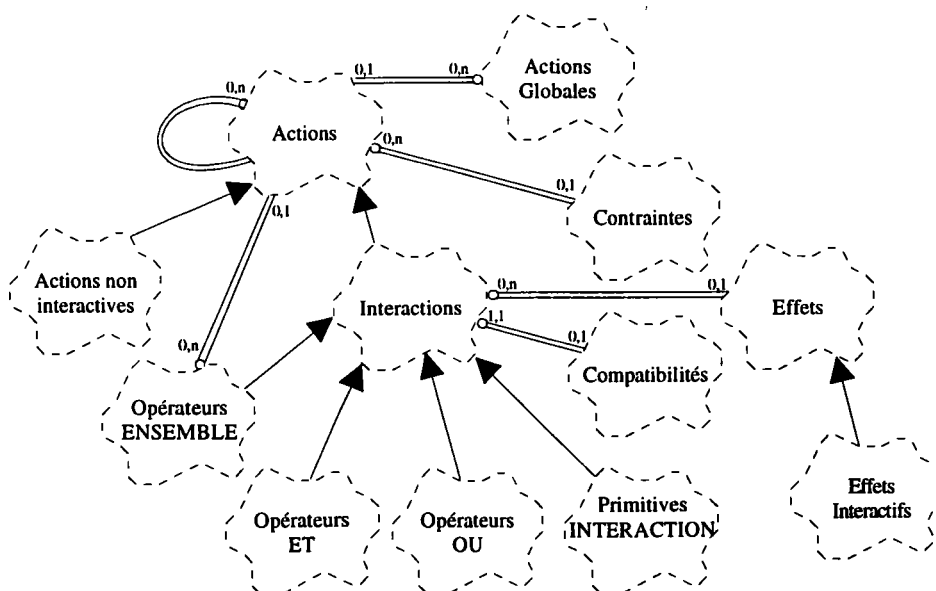 0,1
0,n
Actions
Globales
0,n
Actions
0,n
0,1
Contraintes
0,1
Actions non
interactives
Interactions
0,n
0,1
Effets
1,1
0,1
Compatibilités
0,n
Opérateurs
ENSEMBLE
Opérateurs
ET
Opérateurs
OU
Primitives
INTERACTION
Effets
Interactifs